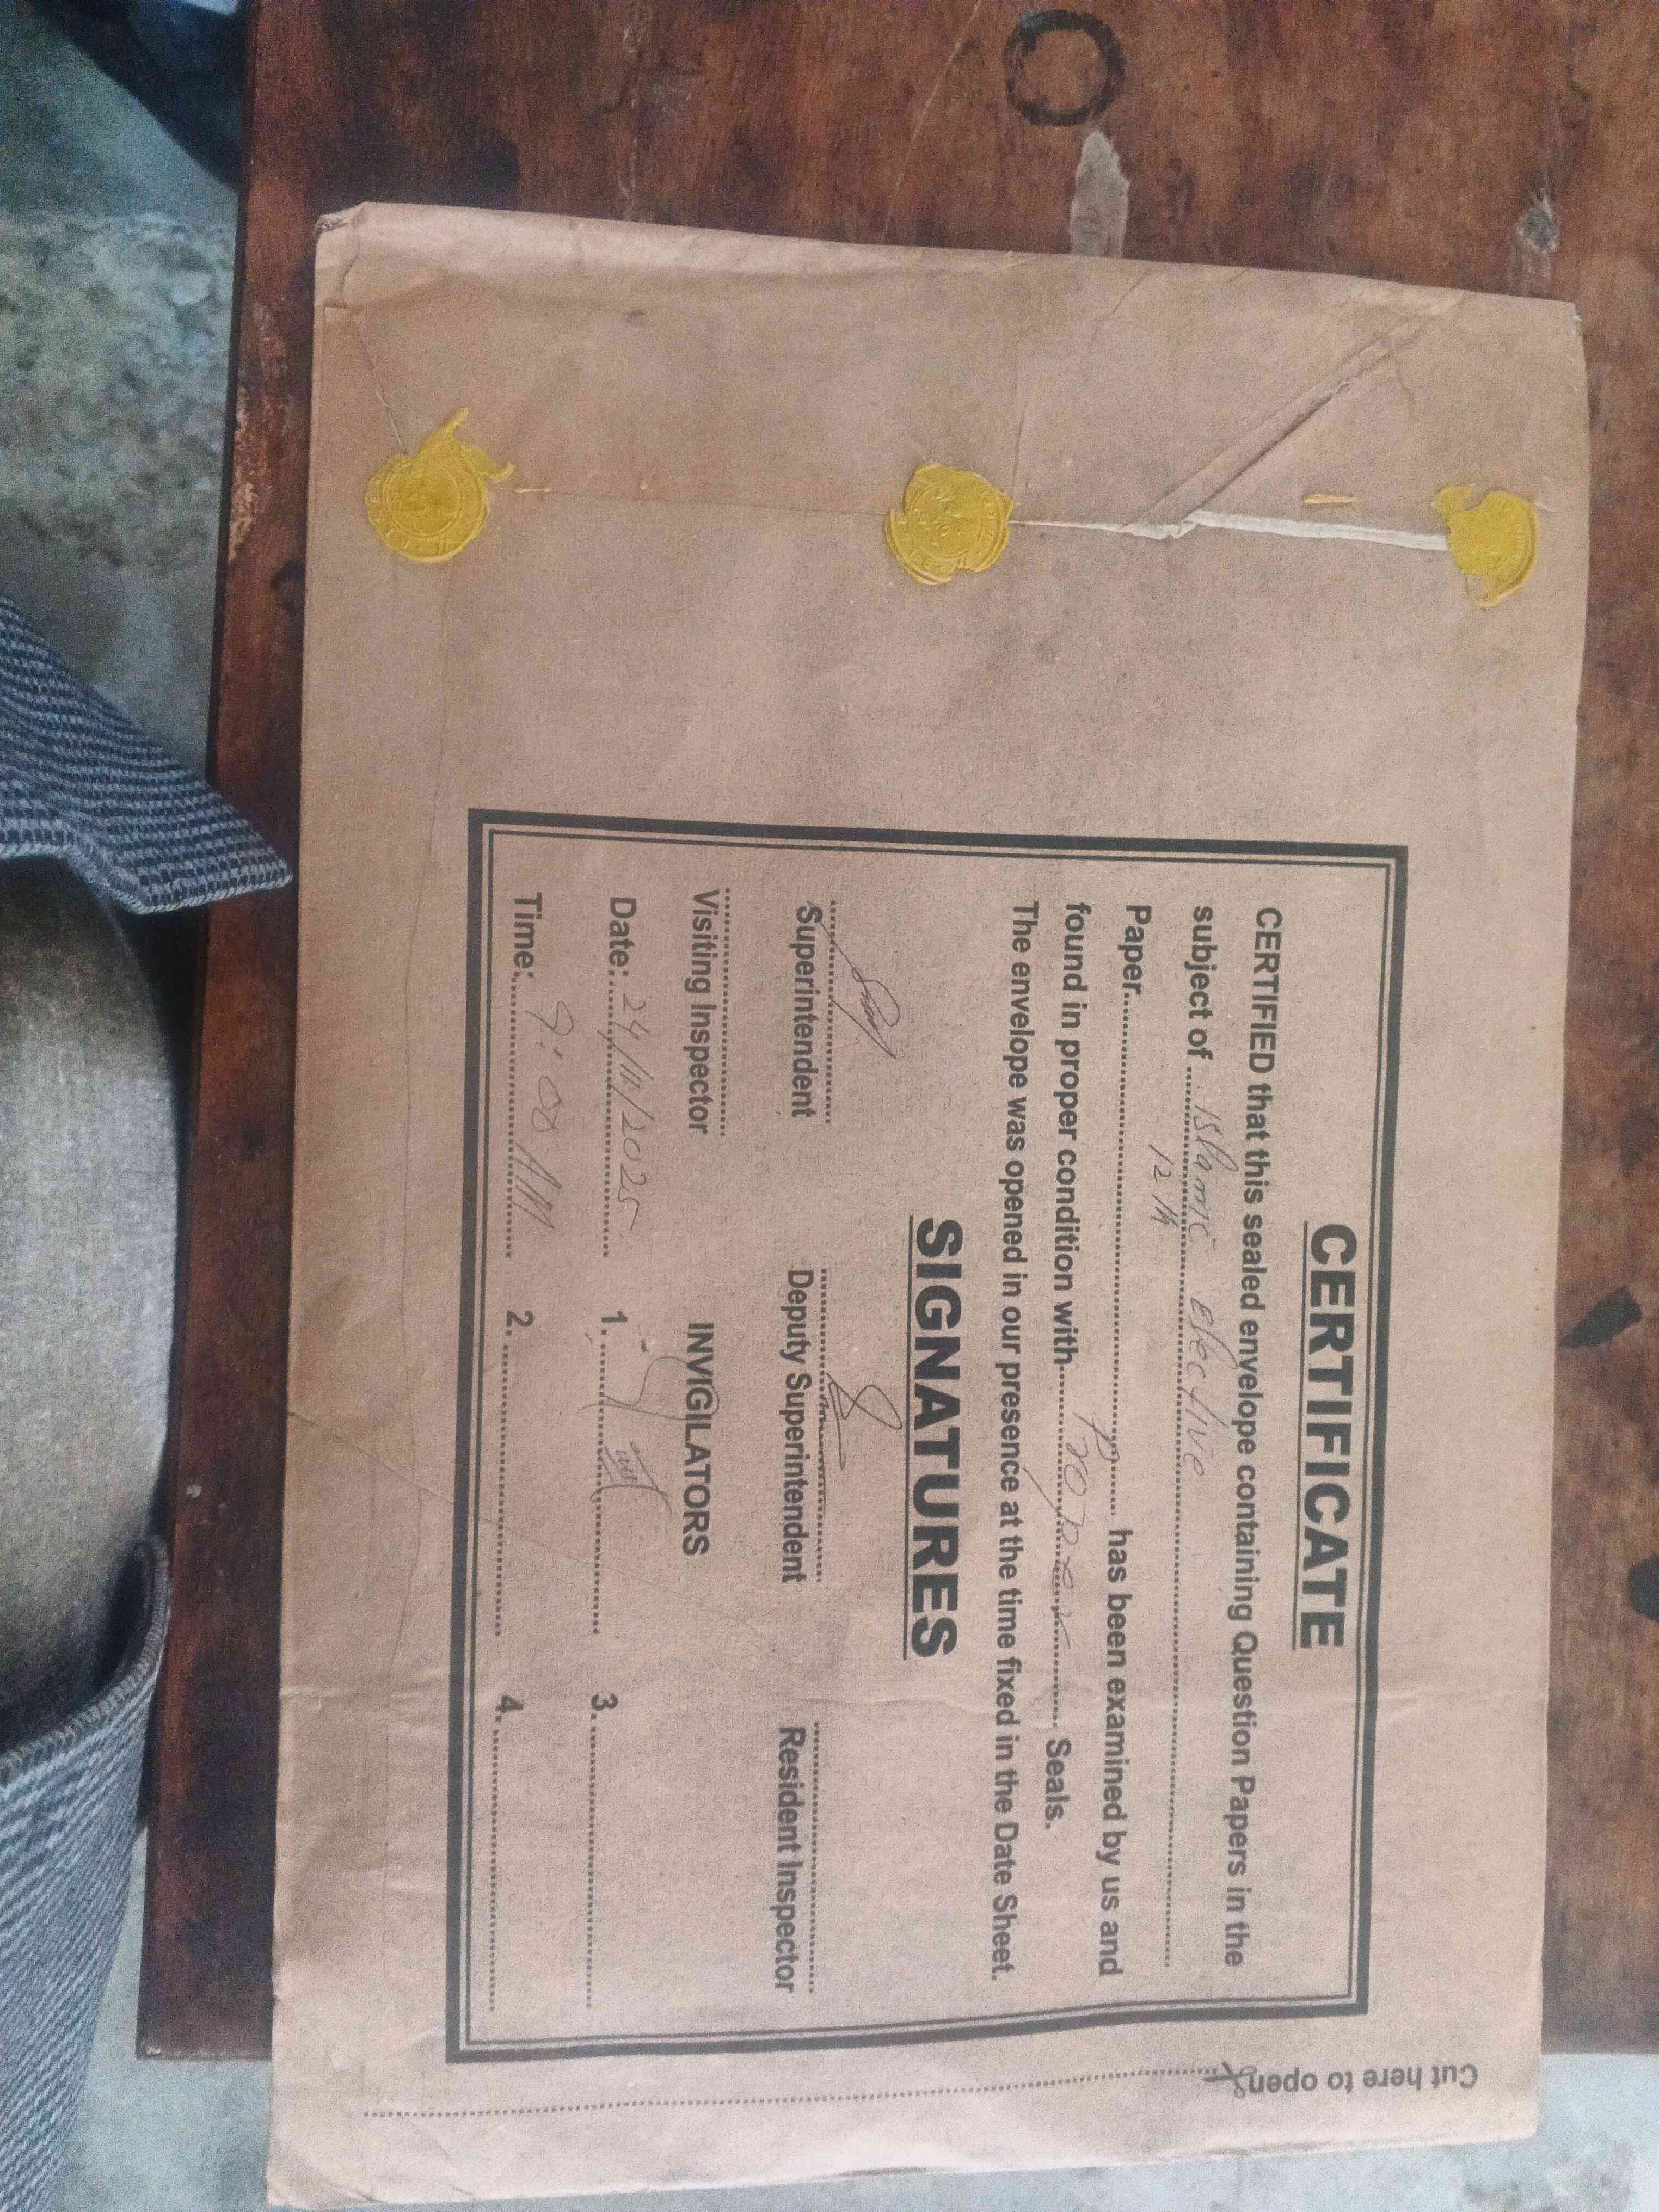 CERTIFICATE
CERTIFIED that this sealed envelope containing Question Papers in the
subject of Islamic Elective
12th
Paper has been examined by us and
found in proper condition with Seals.
The envelope was opened in our presence at the time fixed in the Date Sheet.
SIGNATURES
Superintendent Deputy Superintendent Resident Inspector
Visiting Inspector INVIGILATORS
Date: 24/11/2025 1. 3.
Time: 9:00 AM 2. 4.
Cut here to open